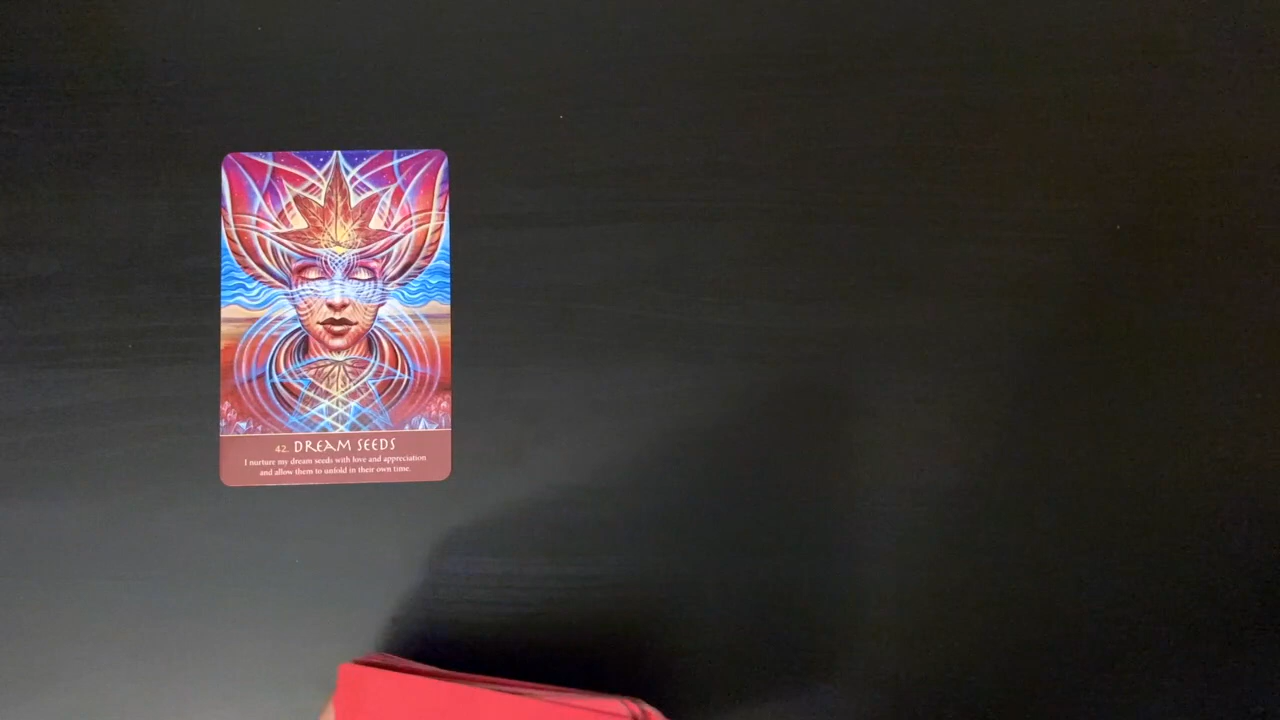 42. DREAM SEEDS
I nurture my dream seeds with love and appreciation
and allow them to unfold in their own time.